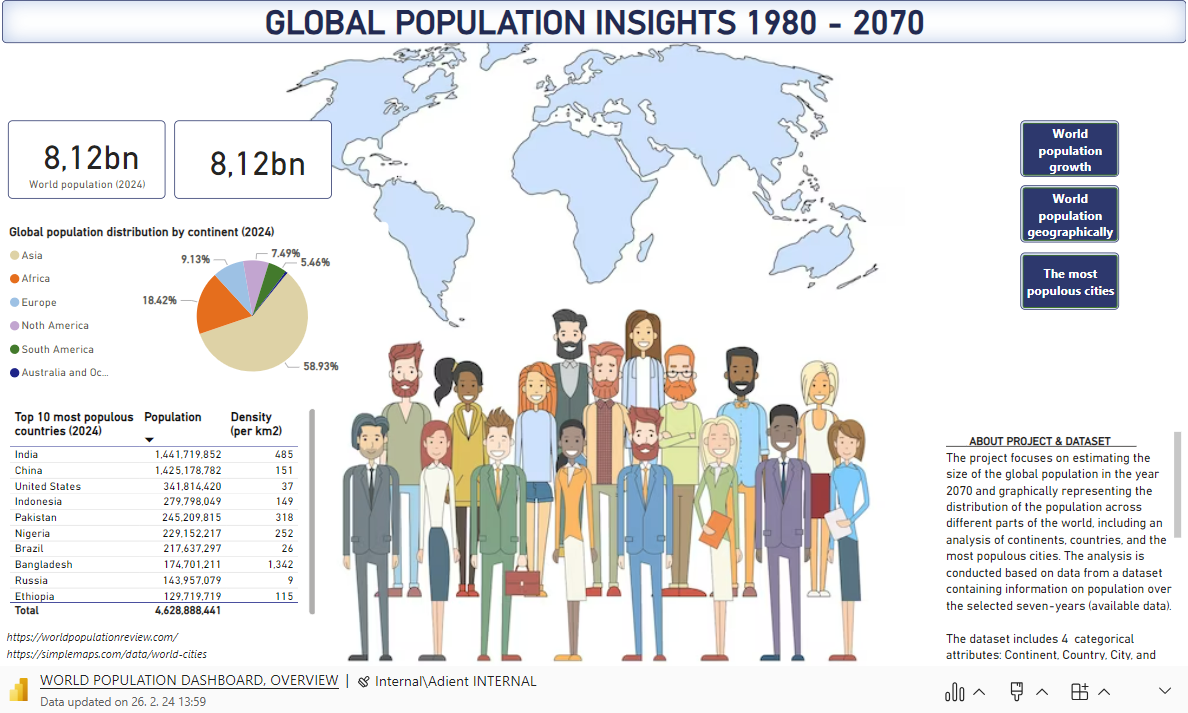 GLOBAL POPULATION INSIGHTS 1980 - 2070
8,12bn
World population (2024)
8,12bn
World
population
growth
World
population
geographically
The most
populous cities
Global population distribution by continent (2024)
Asia
Africa
Europe
Noth America
South America
Australia and Oc...
9.13%
7.49%
5.46%
18.42%
58.93%
Top 10 most populous countries (2024) Population Density (per km2)
India 1,441,719,852 485
China 1,425,178,782 151
United States 341,814,420 37
Indonesia 279,798,049 149
Pakistan 245,209,815 318
Nigeria 229,152,217 252
Brazil 217,637,297 26
Bangladesh 174,701,211 1,342
Russia 143,957,079 9
Ethiopia 129,719,719 115
Total 4,628,888,441
https://worldpopulationreview.com/
https://simplemaps.com/data/world-cities
ABOUT PROJECT & DATASET
The project focuses on estimating the
size of the global population in the year
2070 and graphically representing the
distribution of the population across
different parts of the world, including an
analysis of continents, countries, and the
most populous cities. The analysis is
conducted based on data from a dataset
containing information on population over
the selected seven-years (available data).
The dataset includes 4 categorical
attributes: Continent, Country, City, and
WORLD POPULATION DASHBOARD, OVERVIEW | Internal\Adient INTERNAL
Data updated on 26. 2. 24 13:59